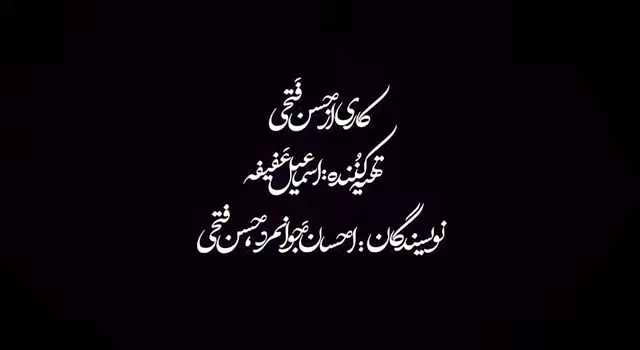 کاری از حسن فتحی
تهیه کننده : اسماعیل عفیفه
نویسندگان : احسان جوانمرد، حسن فتحی